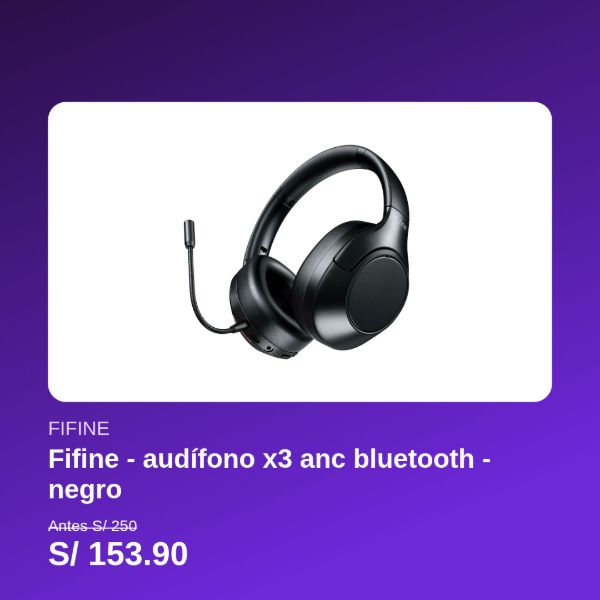 FIFINE
Fifine - audífono x3 anc bluetooth -
negro
Antes S/ 250
S/ 153.90